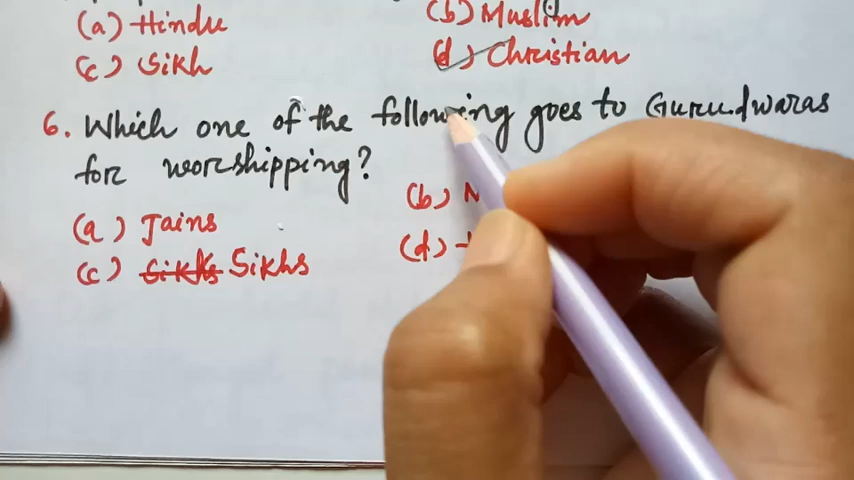 (a) Hindu (b) Muslim
(c) Sikh (d) Christian
6. Which one of the following goes to Gurudwaras
for worshipping?
(a) Jains (b)
(c) Sikhs Sikhs (d)